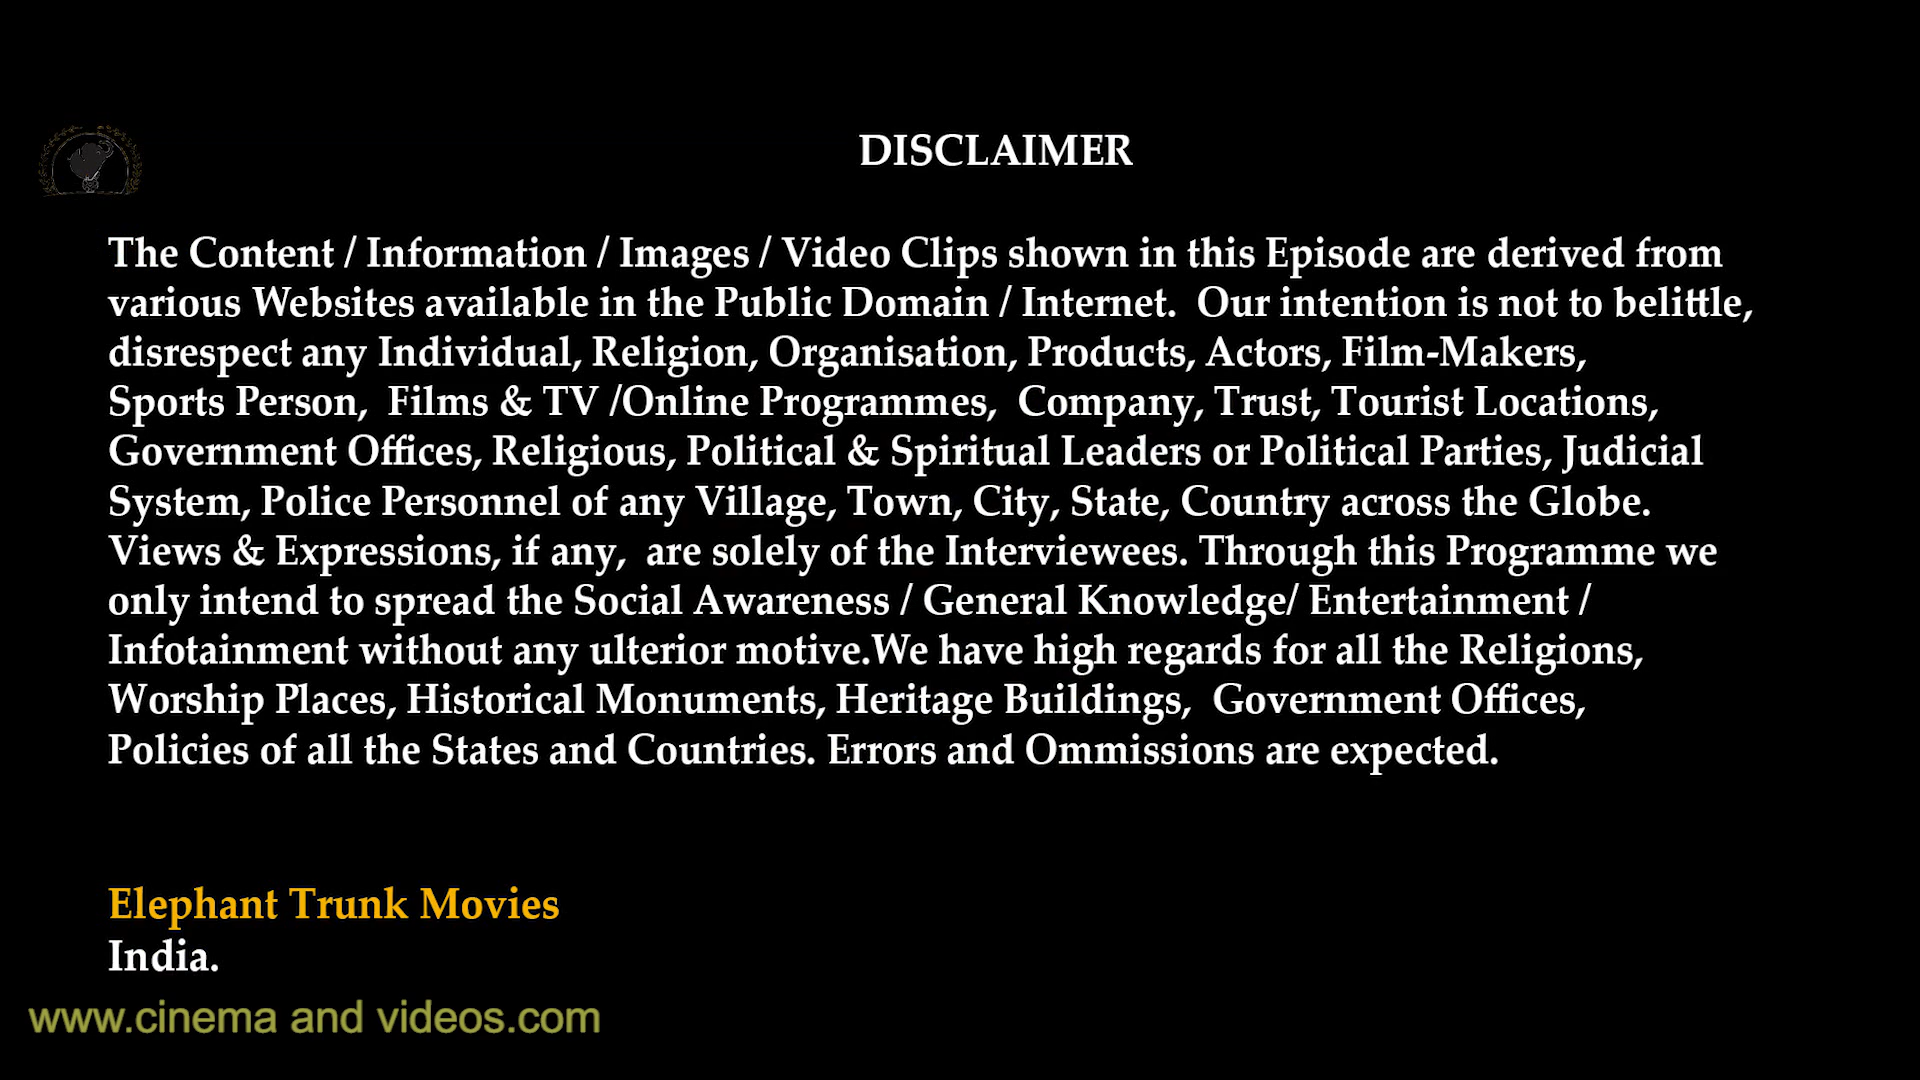 DISCLAIMER
The Content / Information / Images / Video Clips shown in this Episode are derived from
various Websites available in the Public Domain / Internet.  Our intention is not to belittle,
disrespect any Individual, Religion, Organisation, Products, Actors, Film-Makers,
Sports Person,  Films & TV /Online Programmes,  Company, Trust, Tourist Locations,
Government Offices, Religious, Political & Spiritual Leaders or Political Parties, Judicial
System, Police Personnel of any Village, Town, City, State, Country across the Globe.
Views & Expressions, if any,  are solely of the Interviewees. Through this Programme we
only intend to spread the Social Awareness / General Knowledge/ Entertainment /
Infotainment without any ulterior motive.We have high regards for all the Religions,
Worship Places, Historical Monuments, Heritage Buildings,  Government Offices,
Policies of all the States and Countries. Errors and Ommissions are expected.
Elephant Trunk Movies
India.
www.cinema and videos.com